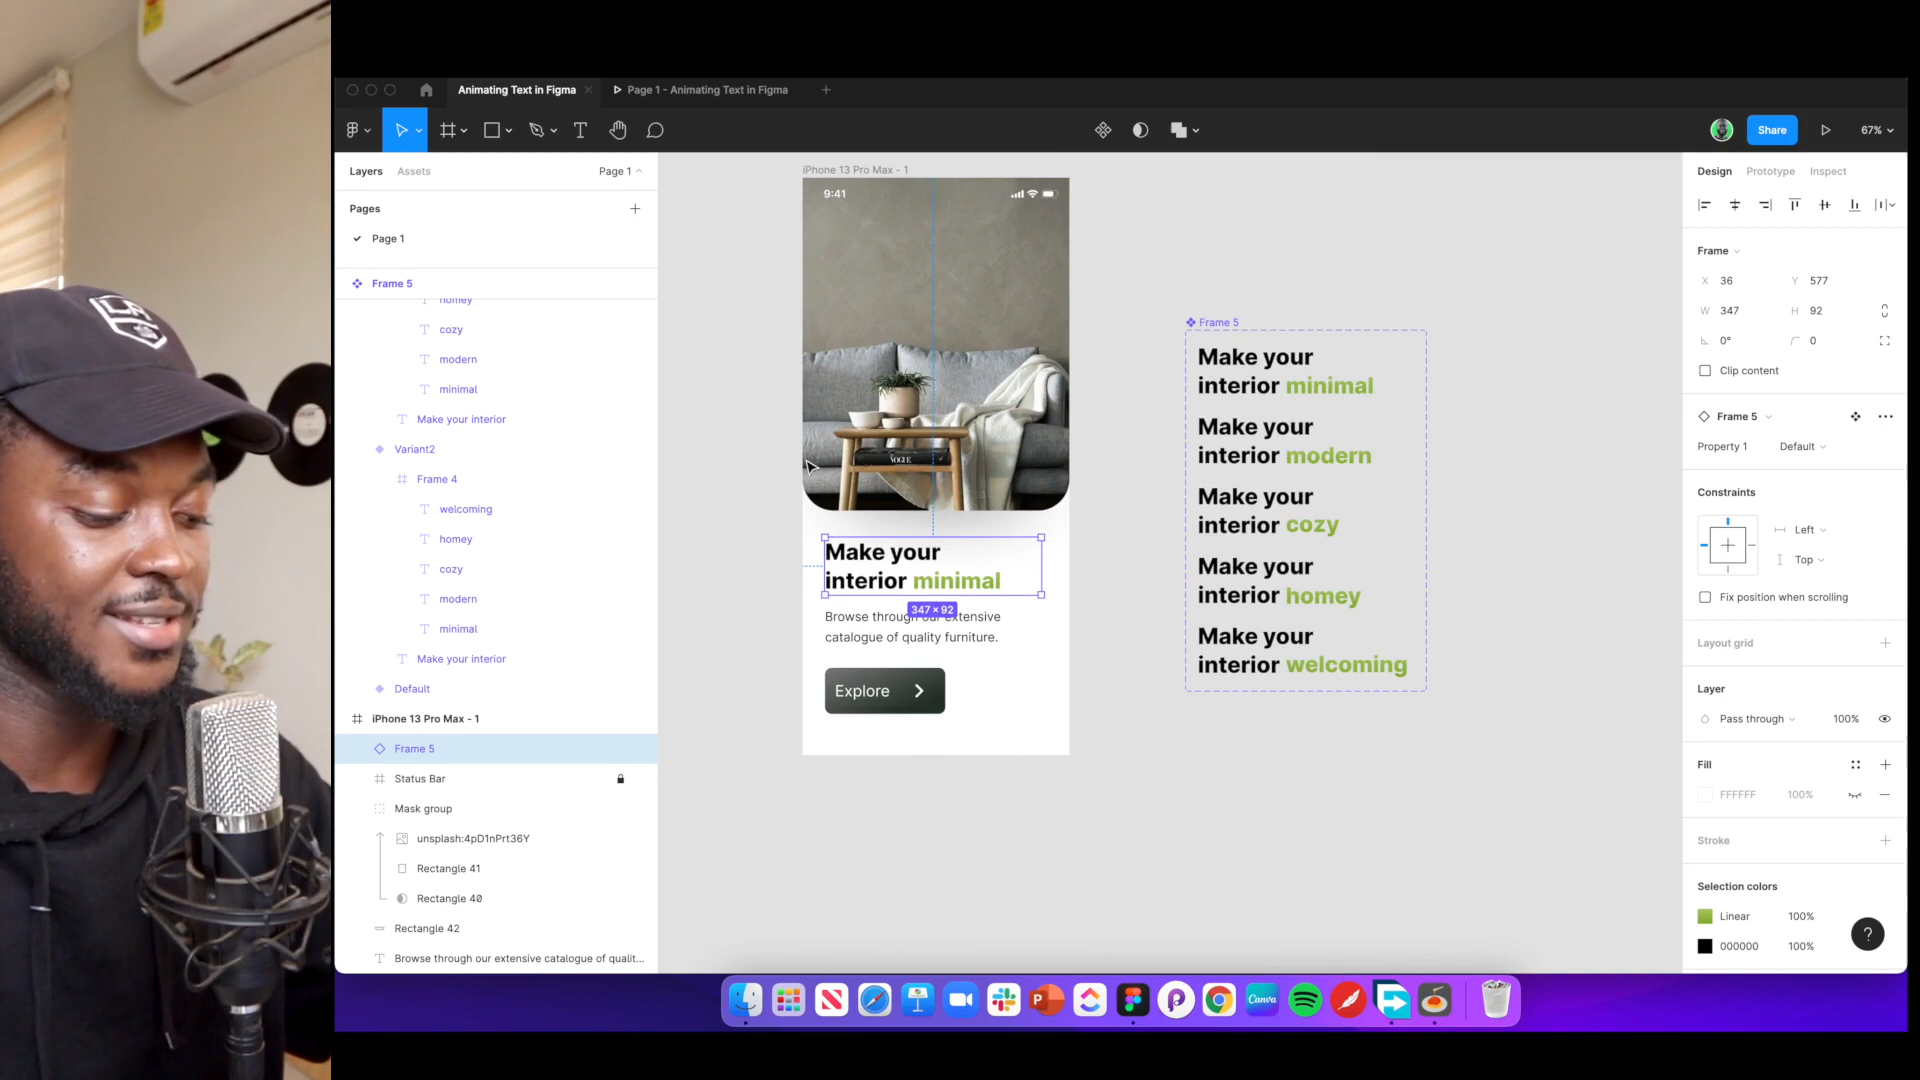 Animating Text in Figma
Page 1 - Animating Text in Figma
Share
67%
Layers
Assets
Page 1
Pages
Page 1
Frame 5
homey
cozy
modern
minimal
Make your interior
Variant2
Frame 4
welcoming
homey
cozy
modern
minimal
Make your interior
Default
iPhone 13 Pro Max - 1
Frame 5
Status Bar
Mask group
unsplash:4pD1nPrt36Y
Rectangle 41
Rectangle 40
Rectangle 42
Browse through our extensive catalogue of qualit...
iPhone 13 Pro Max - 1
9:41
VOGUE
Make your
interior minimal
347 × 92
Browse through our extensive
catalogue of quality furniture.
Explore
Frame 5
Make your
interior minimal
Make your
interior modern
Make your
interior cozy
Make your
interior homey
Make your
interior welcoming
Design
Prototype
Inspect
Frame
X 36
Y 577
W 347
H 92
0°
0
Clip content
Frame 5
Property 1
Default
Constraints
Left
Top
Fix position when scrolling
Layout grid
Layer
Pass through
100%
Fill
FFFFFF
100%
Stroke
Selection colors
Linear
100%
000000
100%
?
Canva